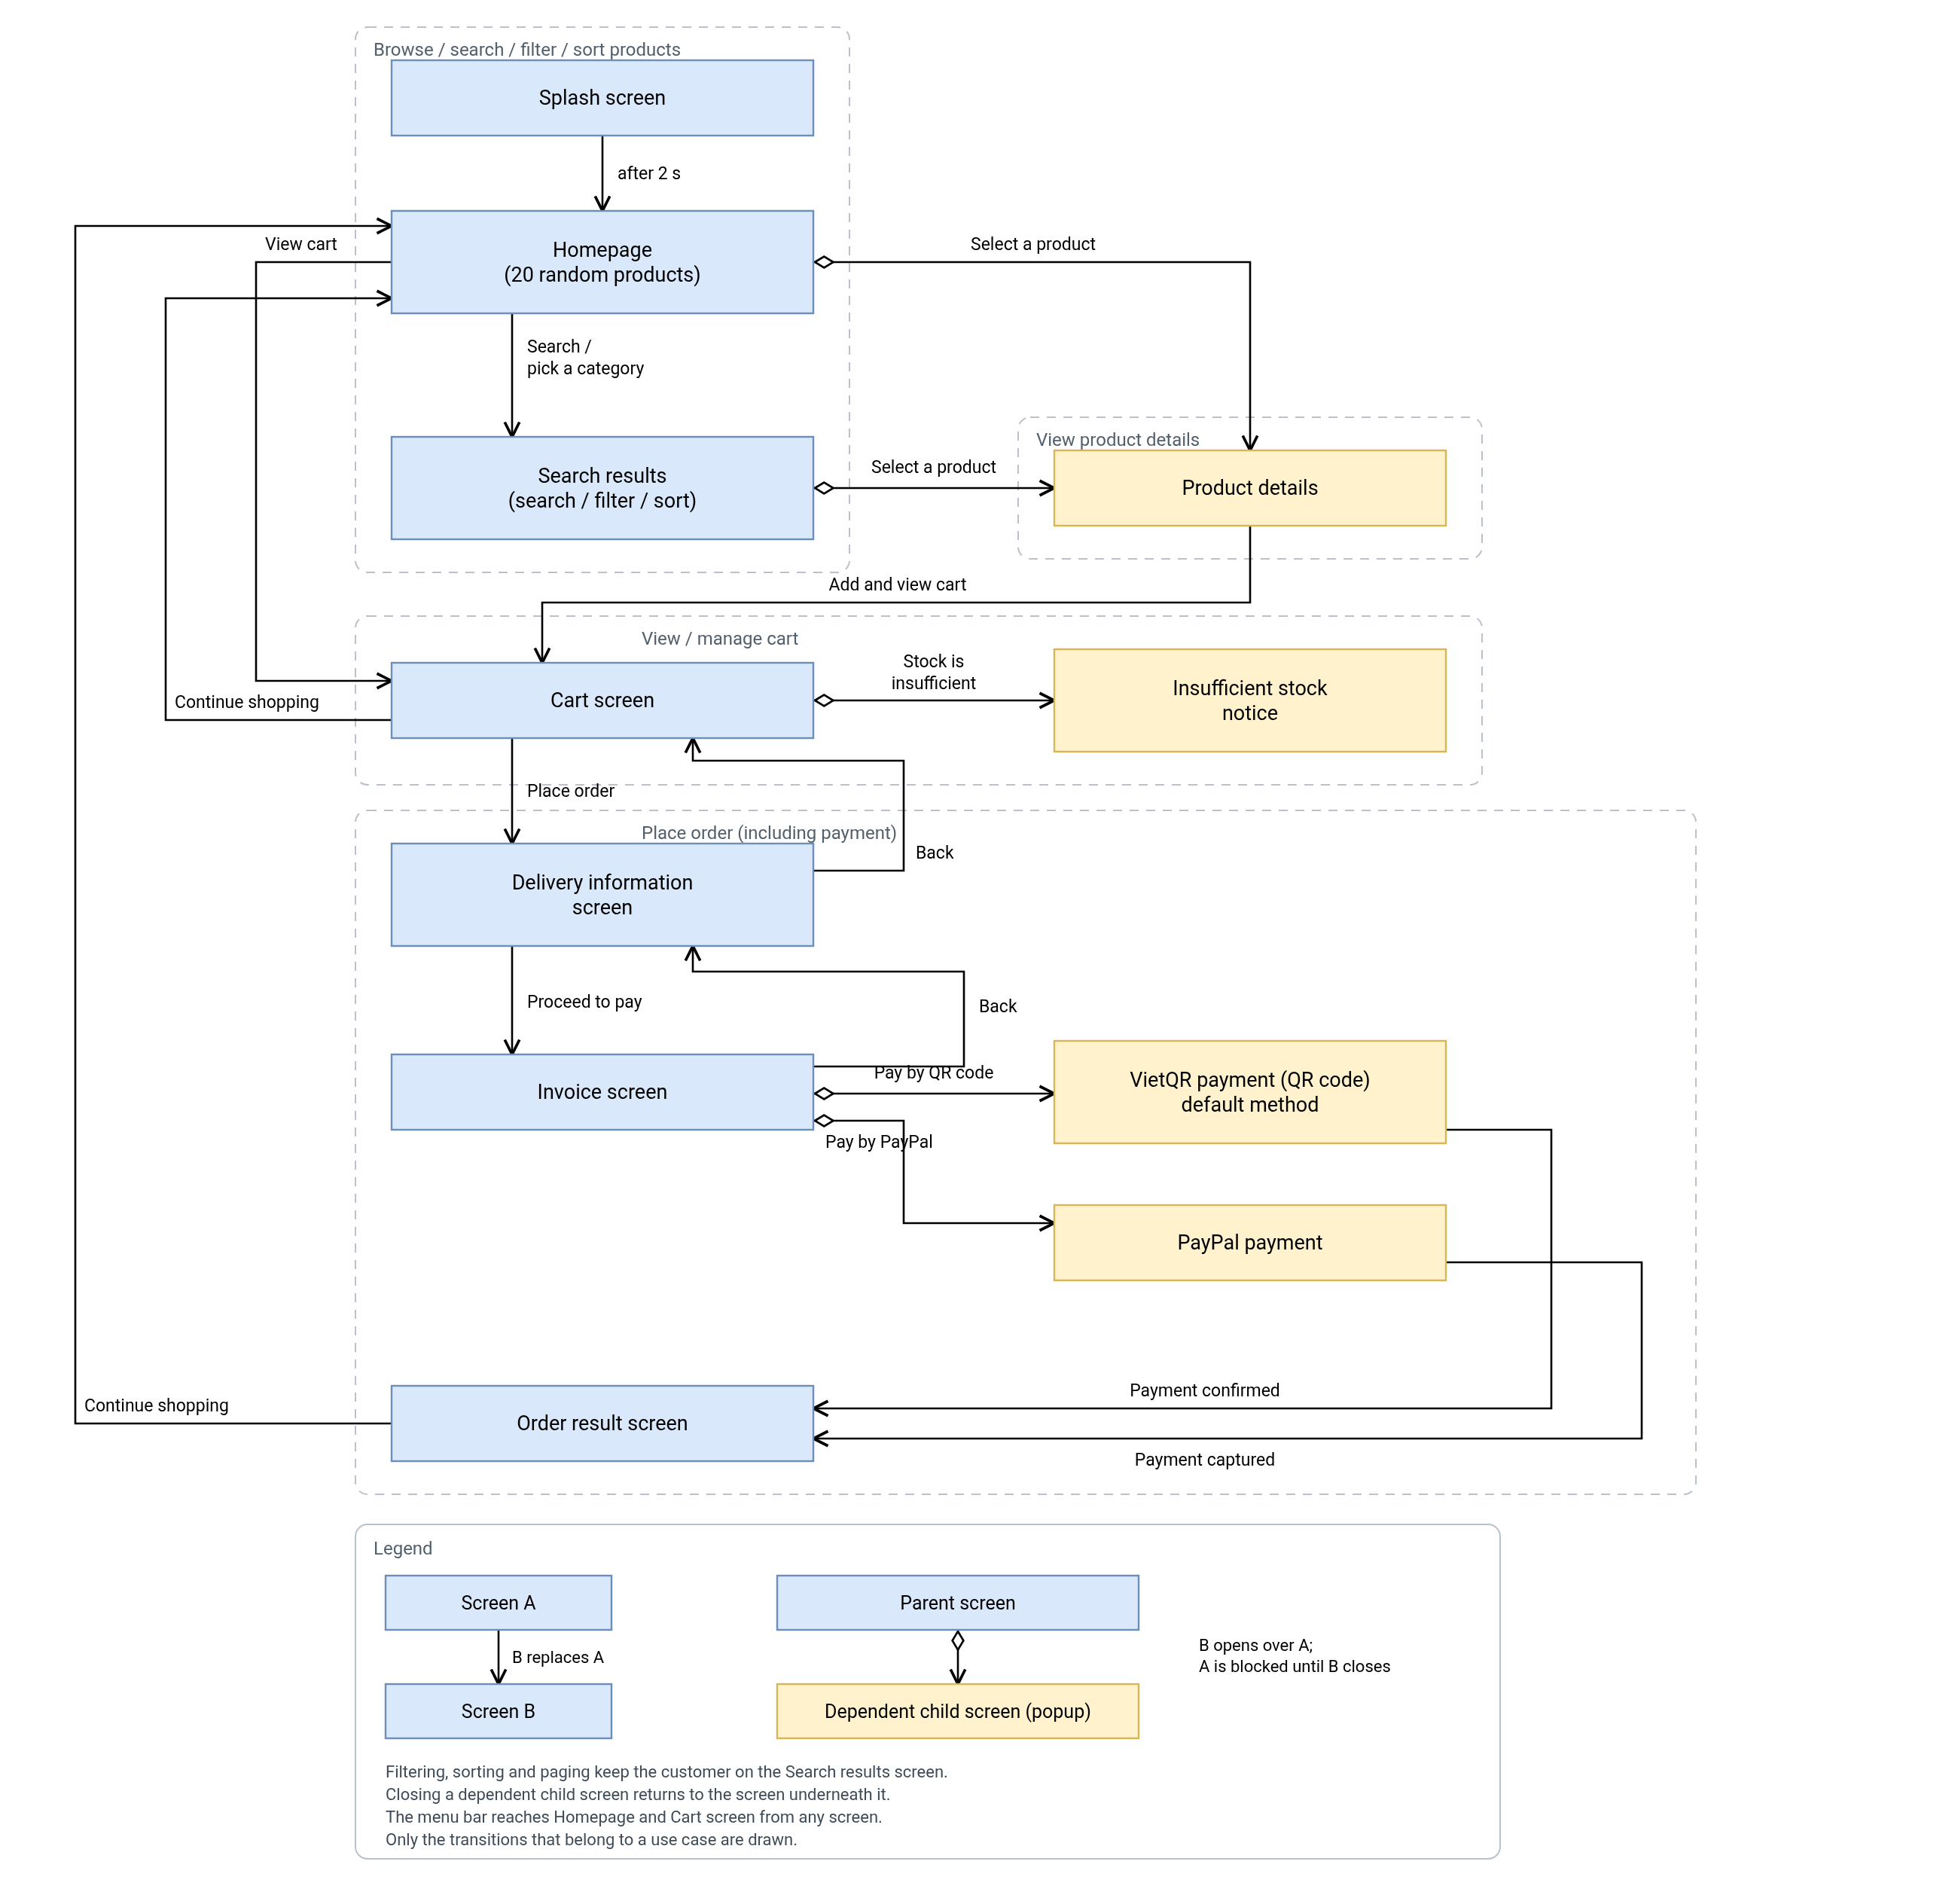 Browse / search / filter / sort products
Splash screen
after 2 s
Homepage
(20 random products)
View cart
Select a product
Search /
pick a category
Search results
(search / filter / sort)
Select a product
View product details
Product details
Add and view cart
View / manage cart
Cart screen
Continue shopping
Stock is
insufficient
Insufficient stock
notice
Place order
Place order (including payment)
Delivery information
screen
Back
Proceed to pay
Back
Invoice screen
Pay by QR code
VietQR payment (QR code)
default method
Pay by PayPal
PayPal payment
Payment confirmed
Continue shopping
Order result screen
Payment captured
Legend
Screen A
B replaces A
Screen B
Parent screen
Dependent child screen (popup)
B opens over A;
A is blocked until B closes
Filtering, sorting and paging keep the customer on the Search results screen.
Closing a dependent child screen returns to the screen underneath it.
The menu bar reaches Homepage and Cart screen from any screen.
Only the transitions that belong to a use case are drawn.